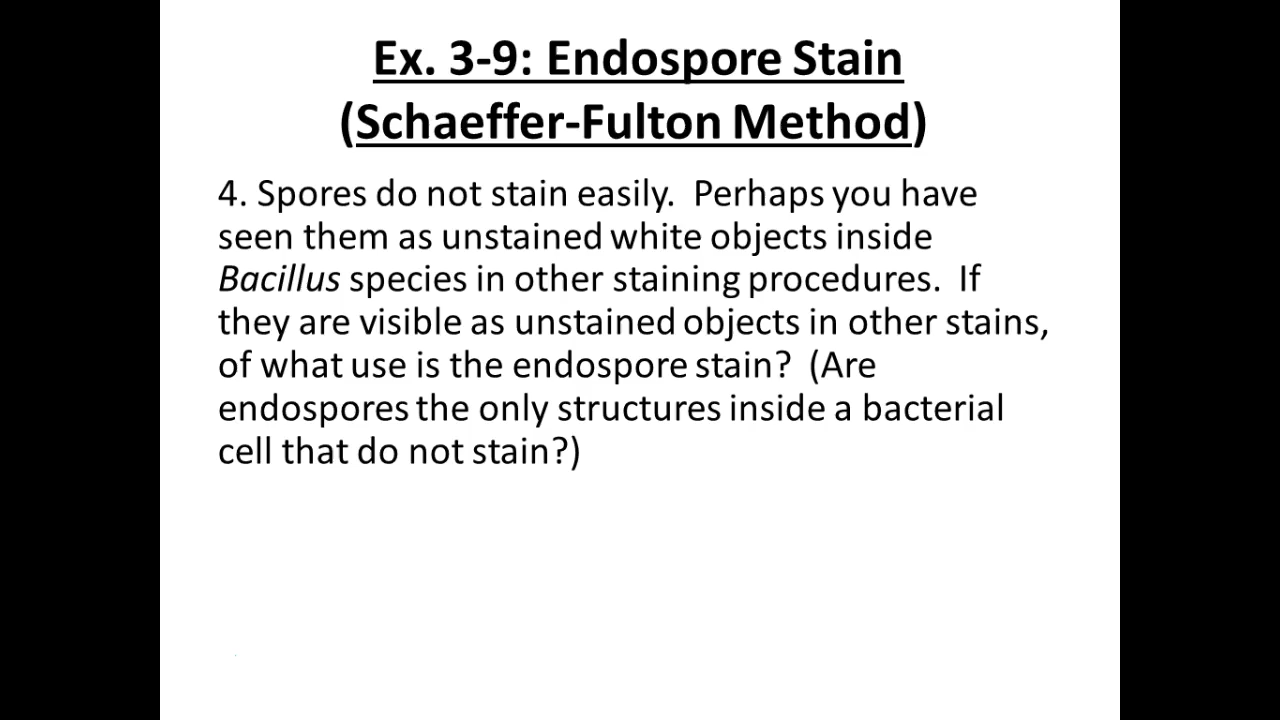 Ex. 3-9: Endospore Stain
(Schaeffer-Fulton Method)
4. Spores do not stain easily.  Perhaps you have
seen them as unstained white objects inside
Bacillus species in other staining procedures.  If
they are visible as unstained objects in other stains,
of what use is the endospore stain?  (Are
endospores the only structures inside a bacterial
cell that do not stain?)